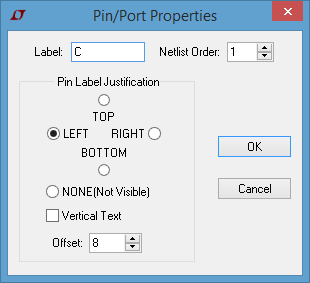 Pin/Port Properties
Label: C Netlist Order: 1
Pin Label Justification
TOP
LEFT RIGHT
BOTTOM
NONE(Not Visible)
Vertical Text
Offset: 8
OK
Cancel